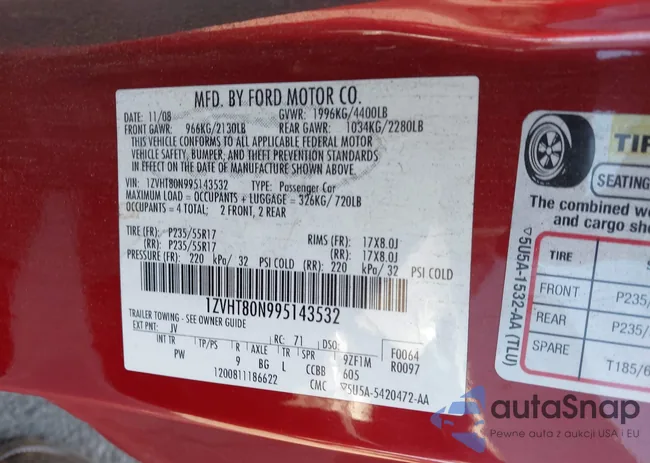 MFD. BY FORD MOTOR CO.
DATE: 11/08 GVWR: 1996KG/4400LB
FRONT GAWR: 966KG/2130LB REAR GAWR: 1034KG/2280LB
THIS VEHICLE CONFORMS TO ALL APPLICABLE FEDERAL MOTOR
VEHICLE SAFETY, BUMPER, AND THEFT PREVENTION STANDARDS
IN EFFECT ON THE DATE OF MANUFACTURE SHOWN ABOVE.
VIN: 1ZVHT80N995143532 TYPE: Passenger Car
MAXIMUM LOAD = OCCUPANTS + LUGGAGE = 326KG/720LB
OCCUPANTS = 4 TOTAL; 2 FRONT, 2 REAR
TIRE (FR): P235/55R17 RIMS (FR): 17X8.0J
(RR): P235/55R17 (RR): 17X8.0J
PRESSURE (FR): 220 kPa/ 32 PSI COLD (RR): 220 kPa/ 32 PSI COLD
1ZVHT80N995143532
TRAILER TOWING - SEE OWNER GUIDE
EXT PNT: JV RC: 71 DSO: F0064
INT TR TP/PS R AXLE TR SPR 9ZF1M R0097
PW 9 BG L CCBB 605
1200811186622 CMC 5U5A-5420472-AA
TIR
SEATING
The combined
and cargo
5U5A-1532-AA (TLU)
TIRE
FRONT P235/
REAR P235/
SPARE T185/6
autaSnap
Pewne auta z aukcji USA i EU